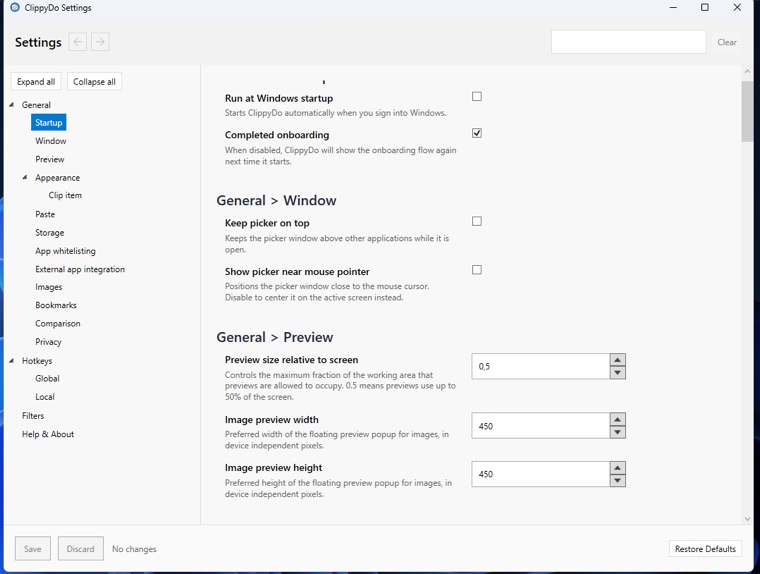 ClippyDo Settings
Settings
Clear
Expand all
Collapse all
General
Startup
Window
Preview
Appearance
Clip item
Paste
Storage
App whitelisting
External app integration
Images
Bookmarks
Comparison
Privacy
Hotkeys
Global
Local
Filters
Help & About
Run at Windows startup
Starts ClippyDo automatically when you sign into Windows.
Completed onboarding
When disabled, ClippyDo will show the onboarding flow again
next time it starts.
General > Window
Keep picker on top
Keeps the picker window above other applications while it is
open.
Show picker near mouse pointer
Positions the picker window close to the mouse cursor.
Disable to center it on the active screen instead.
General > Preview
Preview size relative to screen
Controls the maximum fraction of the working area that
previews are allowed to occupy. 0.5 means previews use up to
50% of the screen.
0,5
Image preview width
Preferred width of the floating preview popup for images, in
device independent pixels.
450
Image preview height
Preferred height of the floating preview popup for images, in
device independent pixels.
450
Save
Discard
No changes
Restore Defaults